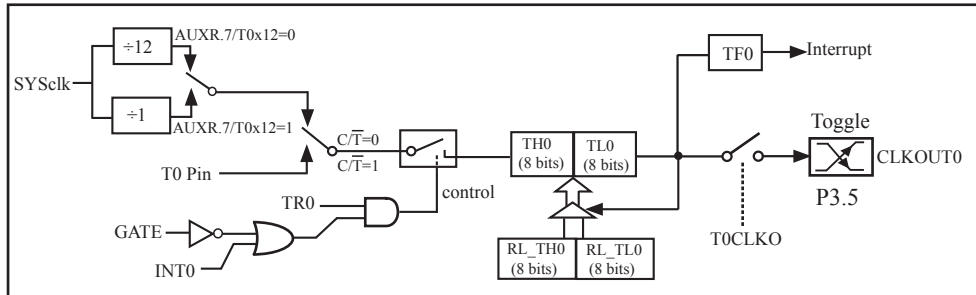 ÷12
AUXR.7/T0x12=0
SYSclk
÷1
AUXR.7/T0x12=1
T0 Pin
C/T̅=0
C/T̅=1
control
TR0
GATE
INT0
TH0
(8 bits)
TL0
(8 bits)
RL_TH0
(8 bits)
RL_TL0
(8 bits)
TF0
Interrupt
Toggle
CLKOUT0
P3.5
T0CLKO